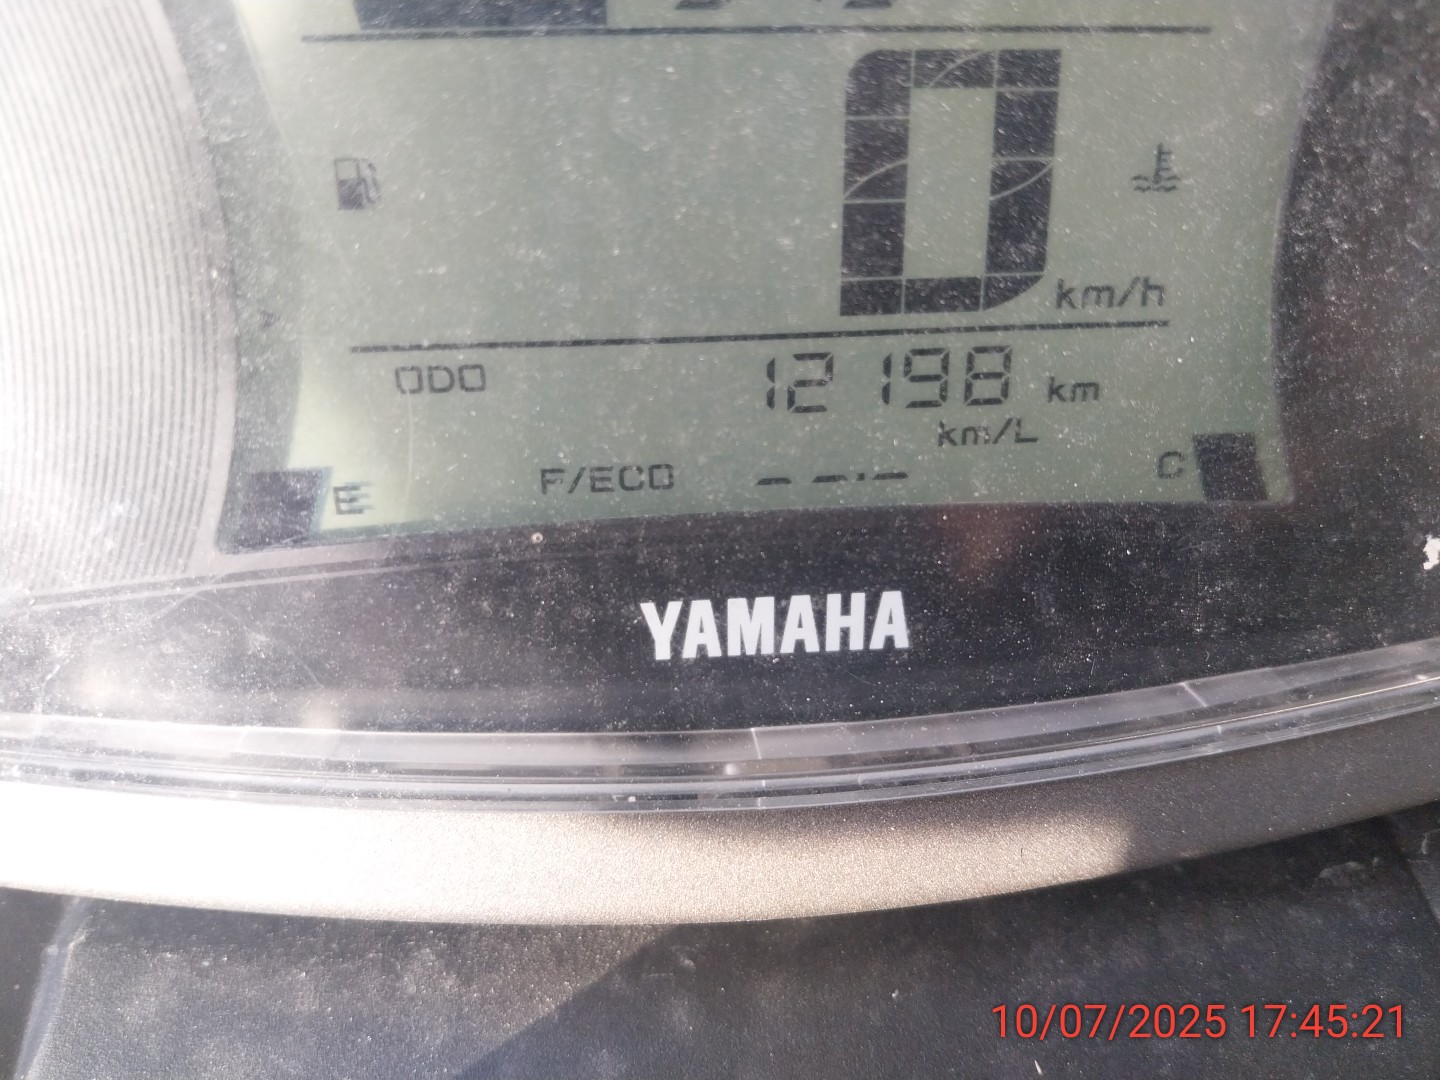 0 km/h
ODO 12198 km
km/L
E F/ECO --.- C
YAMAHA
10/07/2025 17:45:21